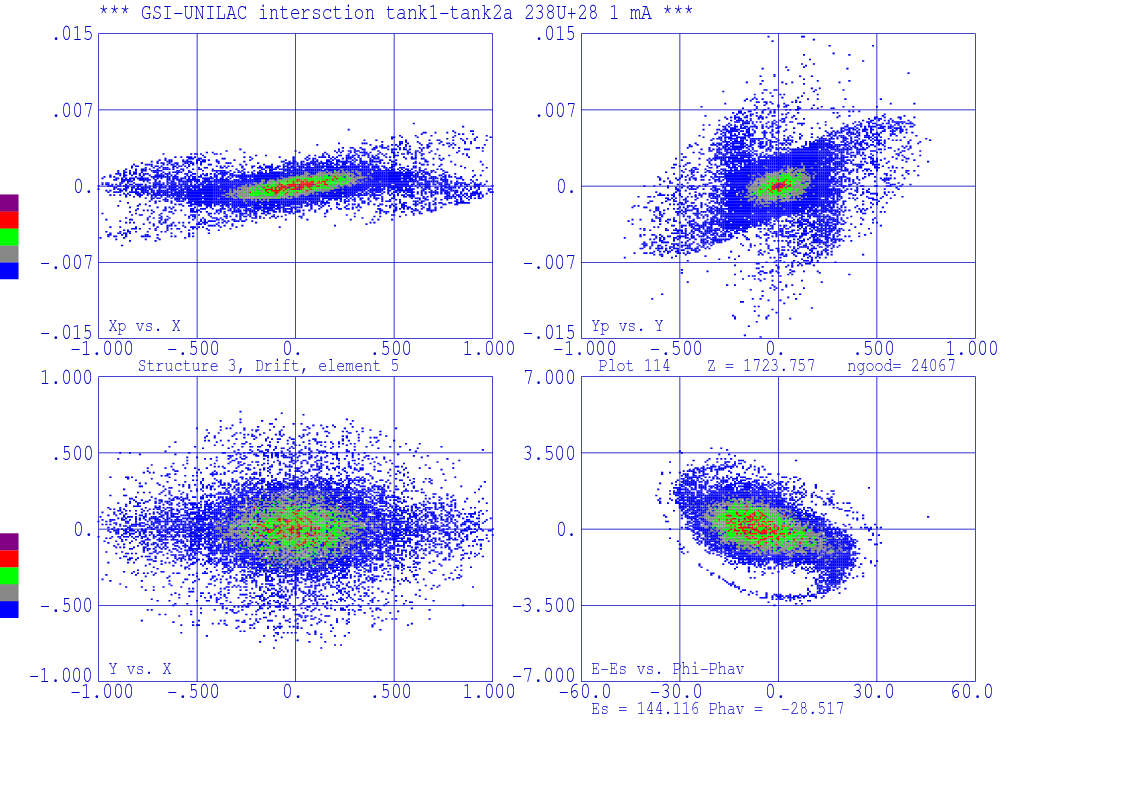 *** GSI-UNILAC intersction tank1-tank2a 238U+28 1 mA ***
.015
.007
0.
-.007
-.015
Xp vs. X
-1.000 -.500 0. .500 1.000
.015
.007
0.
-.007
-.015
Yp vs. Y
-1.000 -.500 0. .500 1.000
Structure 3, Drift, element 5
Plot 114 Z = 1723.757 ngood= 24067
1.000
.500
0.
-.500
-1.000
Y vs. X
-1.000 -.500 0. .500 1.000
7.000
3.500
0.
-3.500
-7.000
E-Es vs. Phi-Phav
-60.0 -30.0 0. 30.0 60.0
Es = 144.116 Phav = -28.517